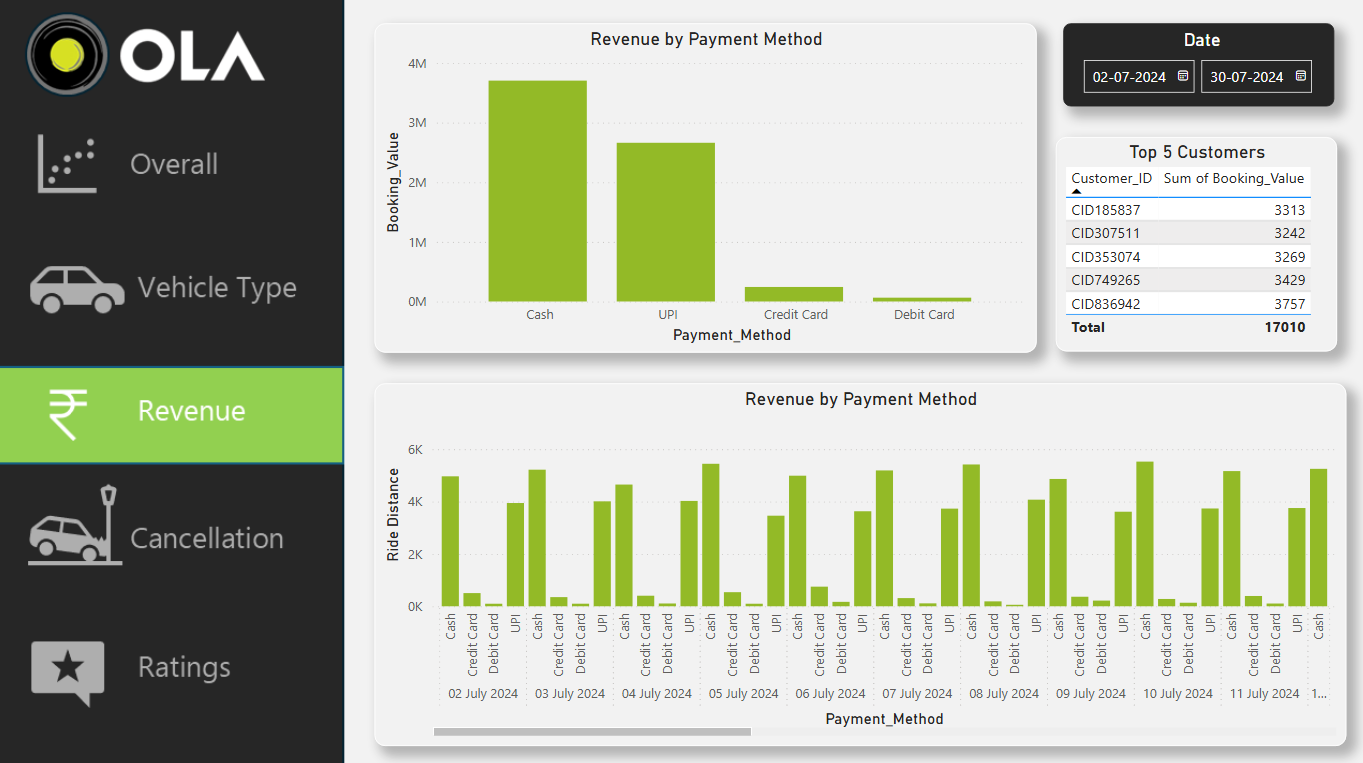 OLA
Overall
Vehicle Type
Revenue
Cancellation
Ratings
Revenue by Payment Method
4M
3M
2M
1M
0M
Booking_Value
Cash UPI Credit Card Debit Card
Payment_Method
Date
02-07-2024 30-07-2024
Top 5 Customers
Customer_ID Sum of Booking_Value
CID185837 3313
CID307511 3242
CID353074 3269
CID749265 3429
CID836942 3757
Total 17010
Revenue by Payment Method
6K
4K
2K
0K
Ride Distance
Cash Credit Card Debit Card UPI Cash Credit Card Debit Card UPI Cash Credit Card Debit Card UPI Cash Credit Card Debit Card UPI Cash Credit Card Debit Card UPI Cash Credit Card Debit Card UPI Cash Credit Card Debit Card UPI Cash Credit Card Debit Card UPI Cash Credit Card Debit Card UPI Cash Credit Card Debit Card UPI Cash
02 July 2024 03 July 2024 04 July 2024 05 July 2024 06 July 2024 07 July 2024 08 July 2024 09 July 2024 10 July 2024 11 July 2024 1...
Payment_Method